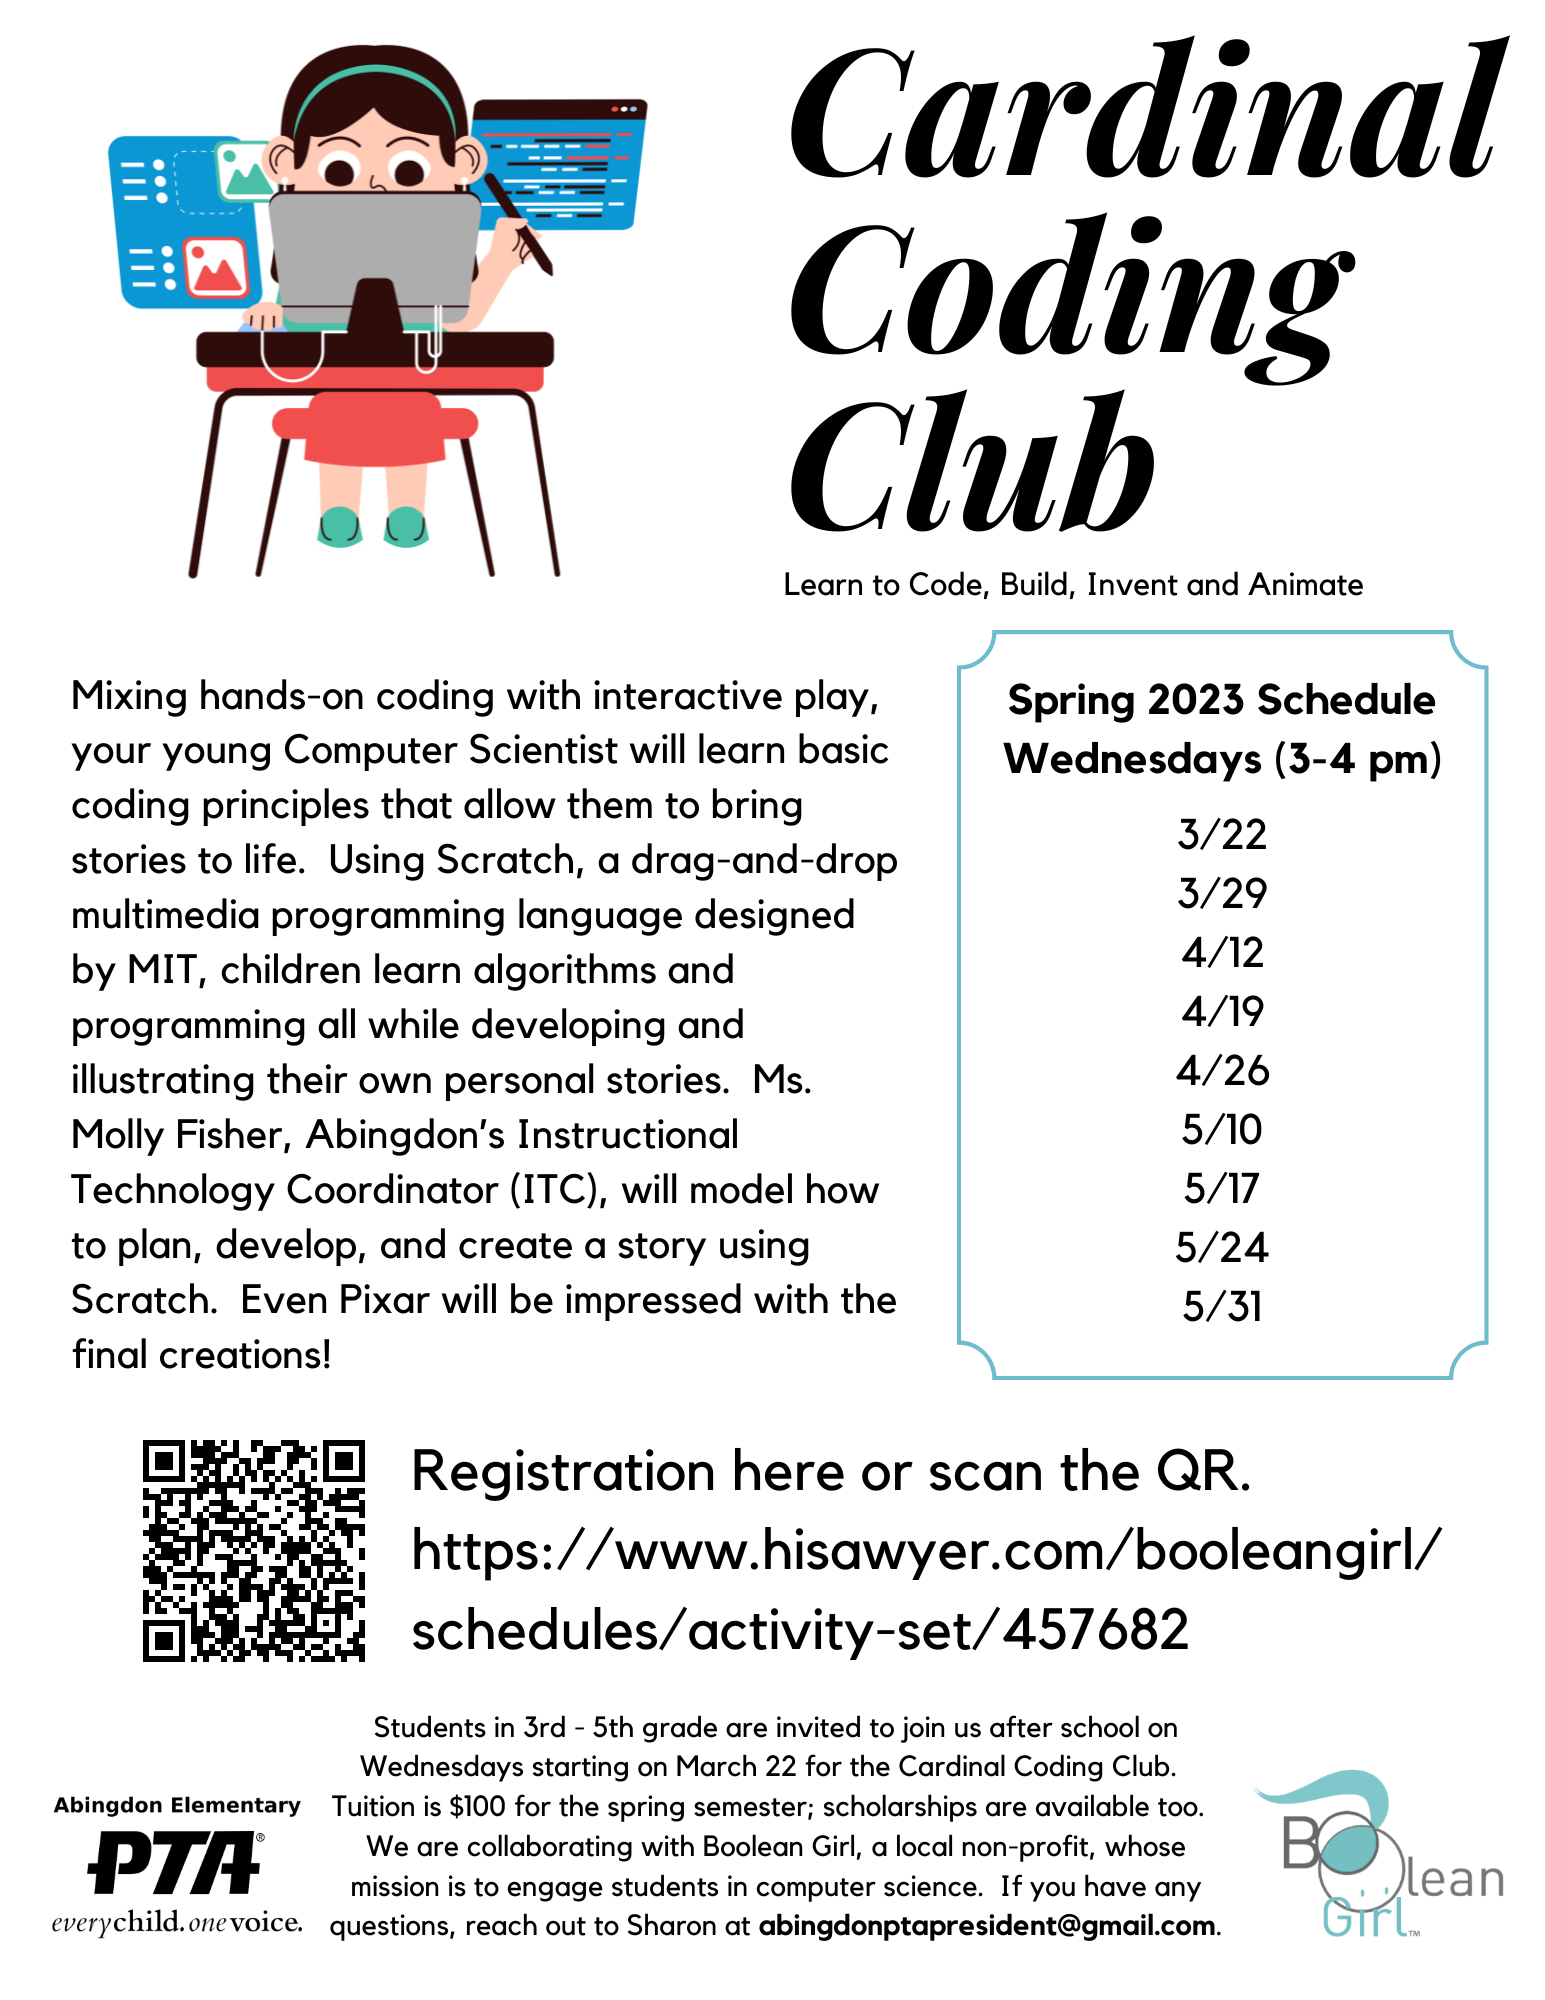 Cardinal
Coding
Club
Learn to Code, Build, Invent and Animate
Mixing hands-on coding with interactive play,
your young Computer Scientist will learn basic
coding principles that allow them to bring
stories to life.  Using Scratch, a drag-and-drop
multimedia programming language designed
by MIT, children learn algorithms and
programming all while developing and
illustrating their own personal stories.  Ms.
Molly Fisher, Abingdon's Instructional
Technology Coordinator (ITC), will model how
to plan, develop, and create a story using
Scratch.  Even Pixar will be impressed with the
final creations!
Spring 2023 Schedule
Wednesdays (3-4 pm)
3/22
3/29
4/12
4/19
4/26
5/10
5/17
5/24
5/31
Registration here or scan the QR.
https://www.hisawyer.com/booleangirl/
schedules/activity-set/457682
Students in 3rd - 5th grade are invited to join us after school on
Wednesdays starting on March 22 for the Cardinal Coding Club.
Tuition is $100 for the spring semester; scholarships are available too.
We are collaborating with Boolean Girl, a local non-profit, whose
mission is to engage students in computer science.  If you have any
questions, reach out to Sharon at abingdonptapresident@gmail.com.
Abingdon Elementary
PTA®
everychild.onevoice.
Boolean
Girl™